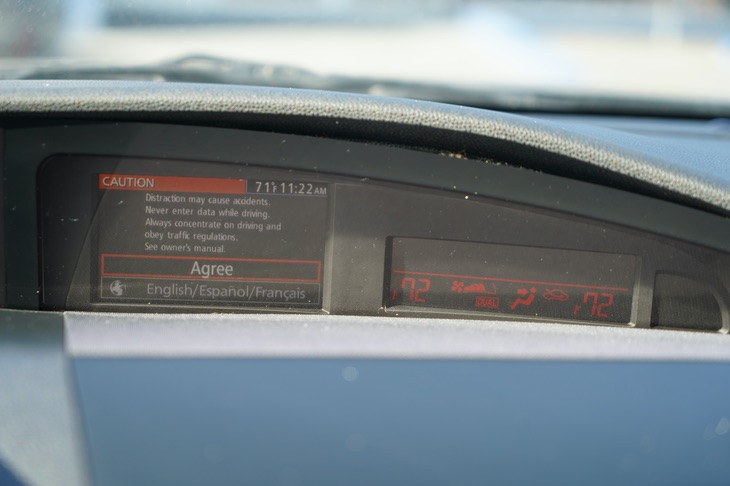 CAUTION 71°F 11:22AM
Distraction may cause accidents.
Never enter data while driving.
Always concentrate on driving and
obey traffic regulations.
See owner's manual.
Agree
English/Español/Français
72 DUAL 72